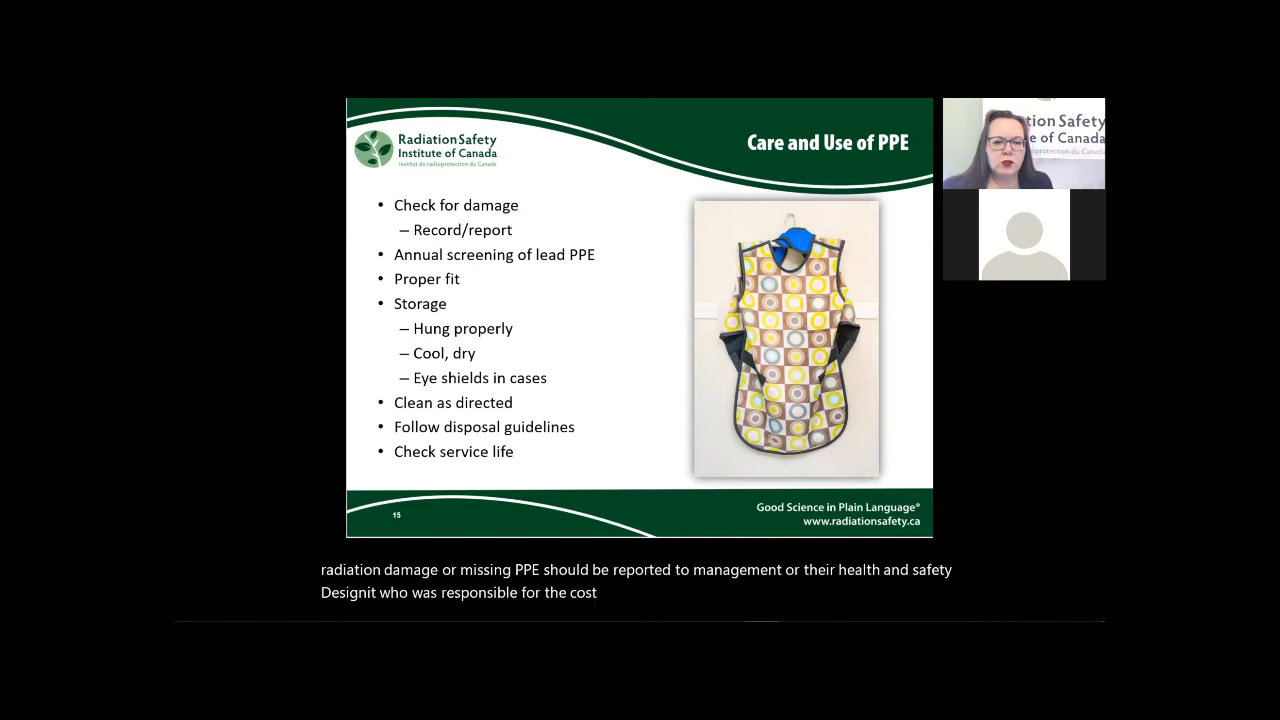 Radiation Safety
Institute of Canada
Institut de radioprotection du Canada
Care and Use of PPE
• Check for damage
– Record/report
• Annual screening of lead PPE
• Proper fit
• Storage
– Hung properly
– Cool, dry
– Eye shields in cases
• Clean as directed
• Follow disposal guidelines
• Check service life
15
Good Science in Plain Language®
www.radiationsafety.ca
tion Safety
te of Canada
oprotection du Canada
radiation damage or missing PPE should be reported to management or their health and safety
Designit who was responsible for the cost